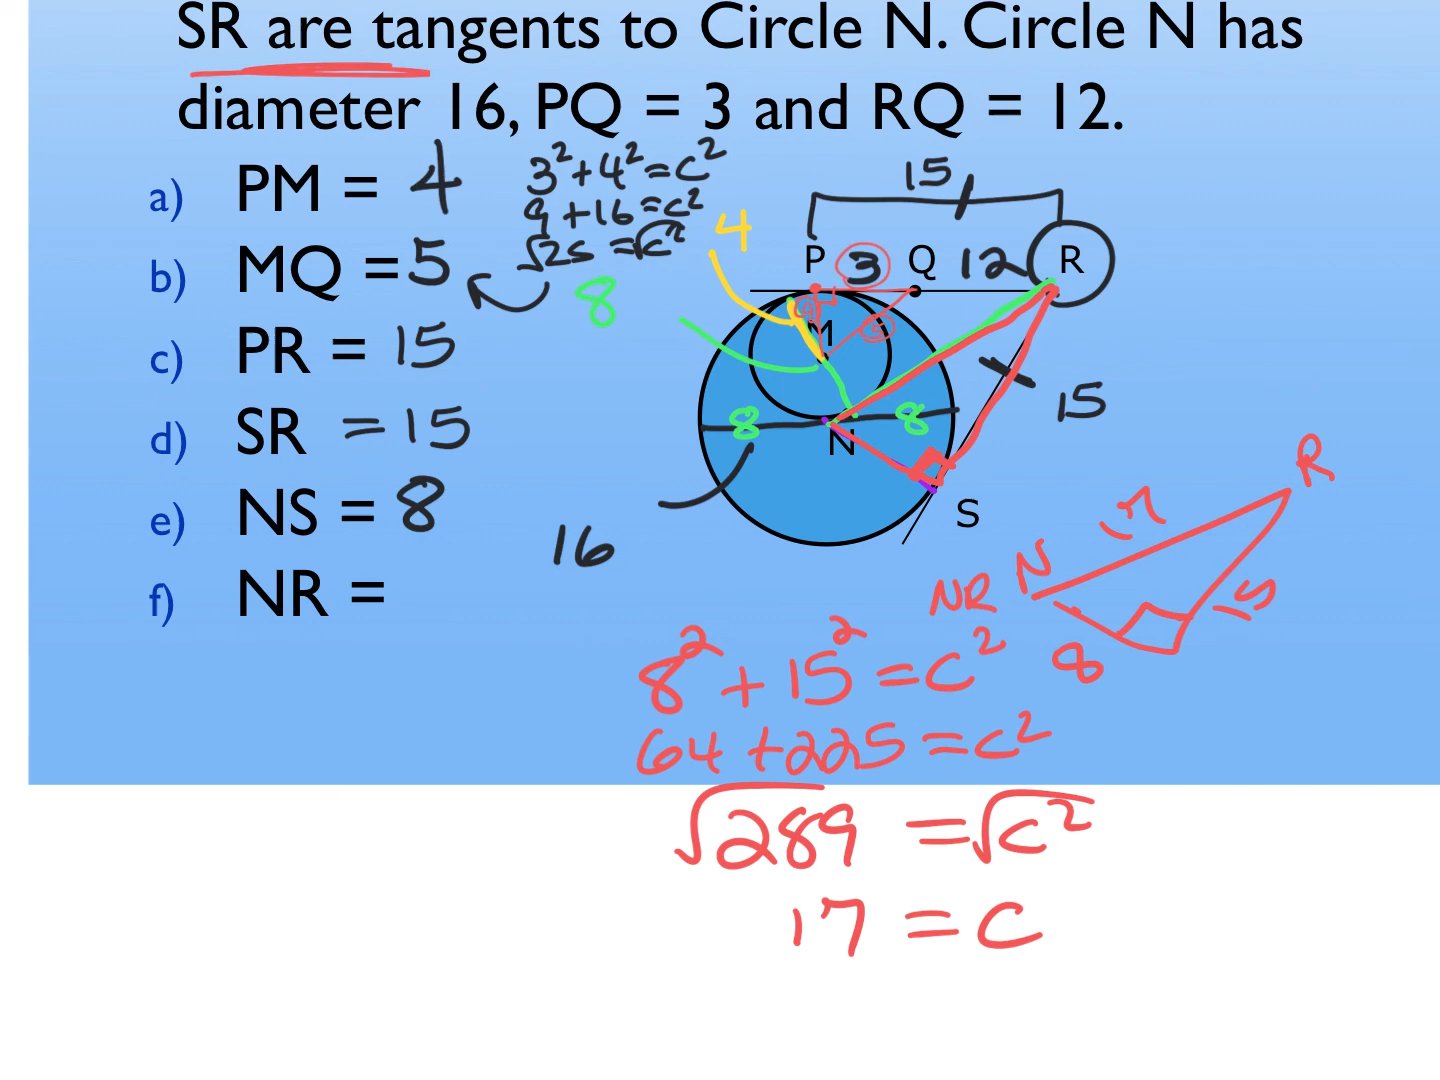 SR are tangents to Circle N. Circle N has
diameter 16, PQ = 3 and RQ = 12.
a) PM = 4
b) MQ = 5
c) PR = 15
d) SR = 15
e) NS = 8
f) NR =
3² + 4² = c²
9 + 16 = c²
√25 = √c²
8
4
15
P 3 Q 12 R
4
M 5
8 8
N
15
S
16
R
17
N
15
8
NR
8² + 15² = c²
64 + 225 = c²
√289 = √c²
17 = c